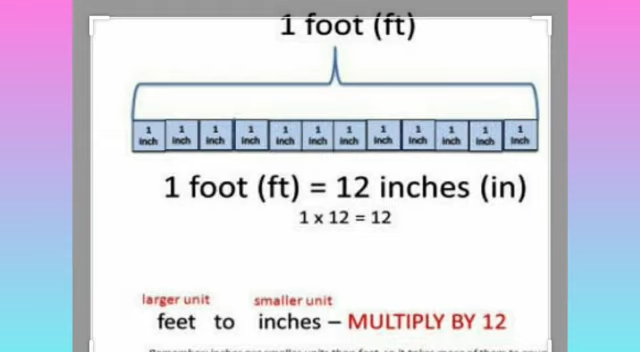 1 foot (ft)
1 inch 1 inch 1 inch 1 inch 1 inch 1 inch 1 inch 1 inch 1 inch 1 inch 1 inch 1 inch
1 foot (ft) = 12 inches (in)
1 x 12 = 12
larger unit smaller unit
feet to inches – MULTIPLY BY 12